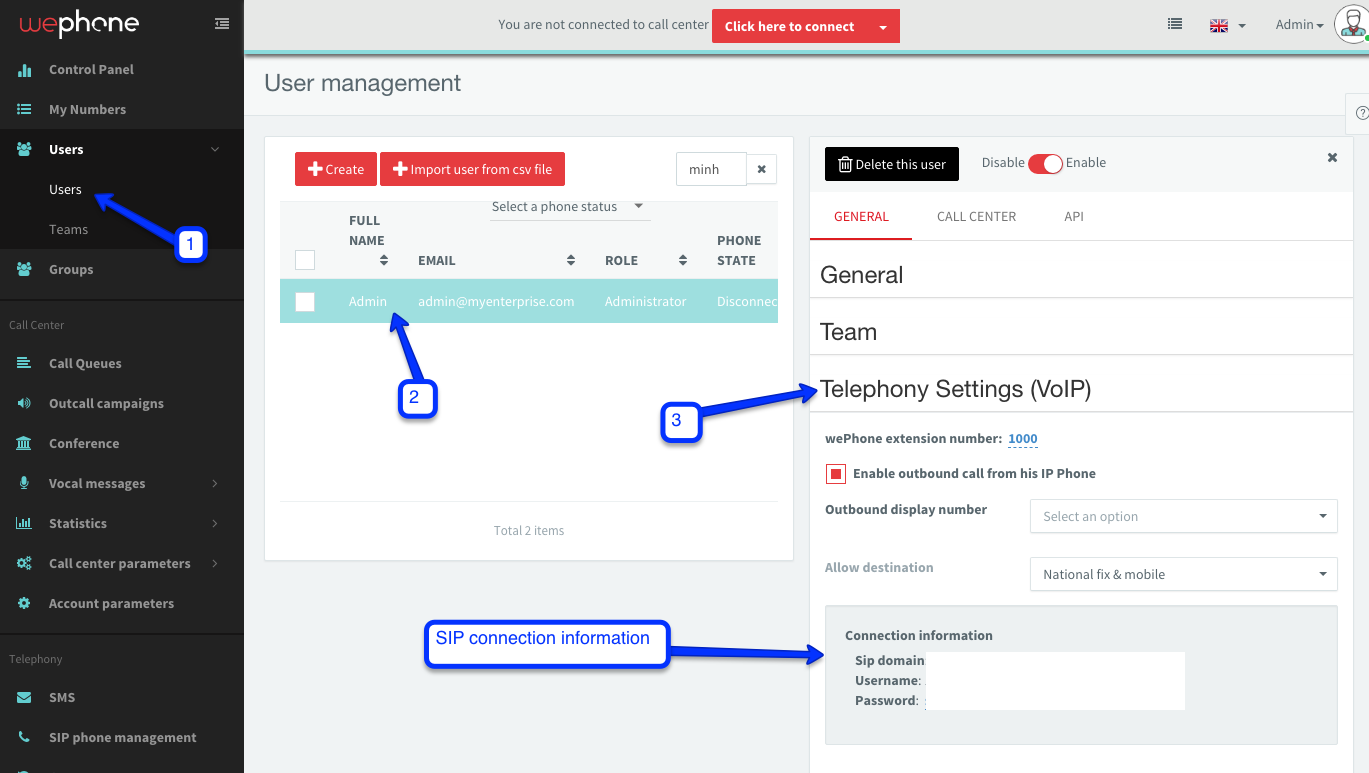 wephone
You are not connected to call center
Click here to connect
Admin
Control Panel
My Numbers
Users
Users
Teams
Groups
Call Center
Call Queues
Outcall campaigns
Conference
Vocal messages
Statistics
Call center parameters
Account parameters
Telephony
SMS
SIP phone management
1
User management
Create
Import user from csv file
minh
Select a phone status
FULL NAME
EMAIL
ROLE
PHONE STATE
Admin
admin@myenterprise.com
Administrator
Disconnec
2
Total 2 items
Delete this user
Disable
Enable
GENERAL
CALL CENTER
API
General
Team
3
Telephony Settings (VoIP)
wePhone extension number: 1000
Enable outbound call from his IP Phone
Outbound display number
Select an option
Allow destination
National fix & mobile
SIP connection information
Connection information
Sip domain
Username:
Password: